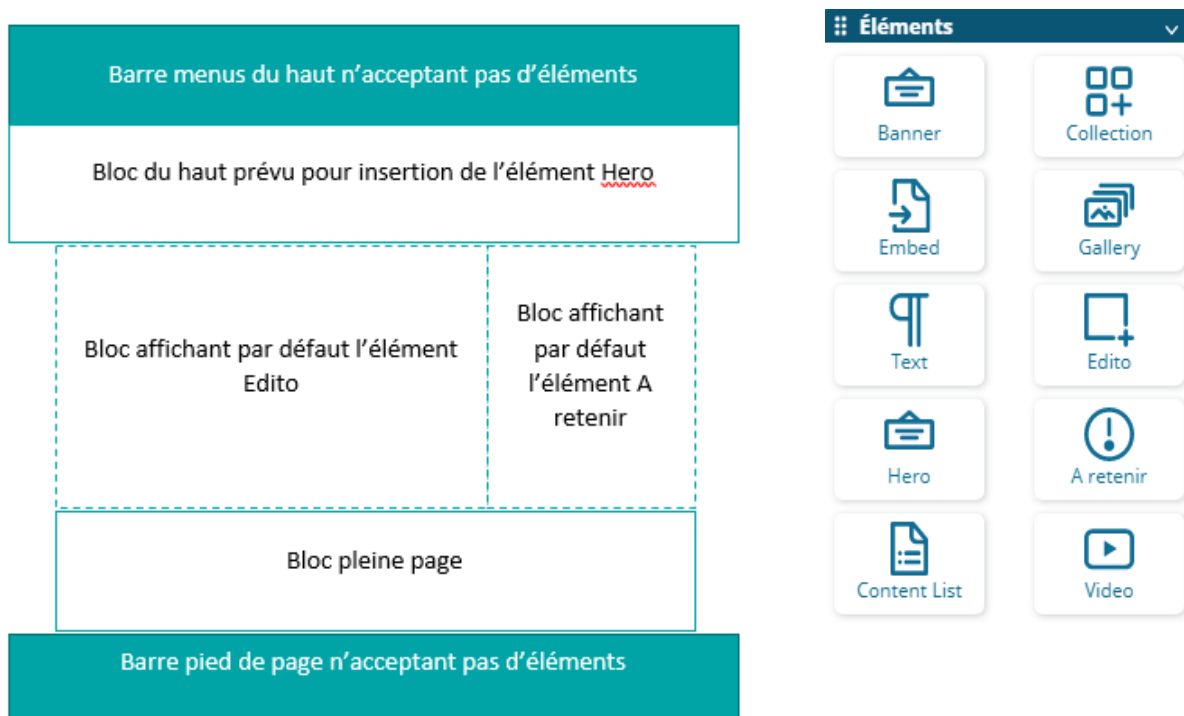 Barre menus du haut n’acceptant pas d’éléments
Bloc du haut prévu pour insertion de l’élément Hero
Bloc affichant par défaut l’élément
Edito
Bloc affichant
par défaut
l’élément A
retenir
Bloc pleine page
Barre pied de page n’acceptant pas d’éléments
Éléments
Banner
Collection
Embed
Gallery
Text
Edito
Hero
A retenir
Content List
Video